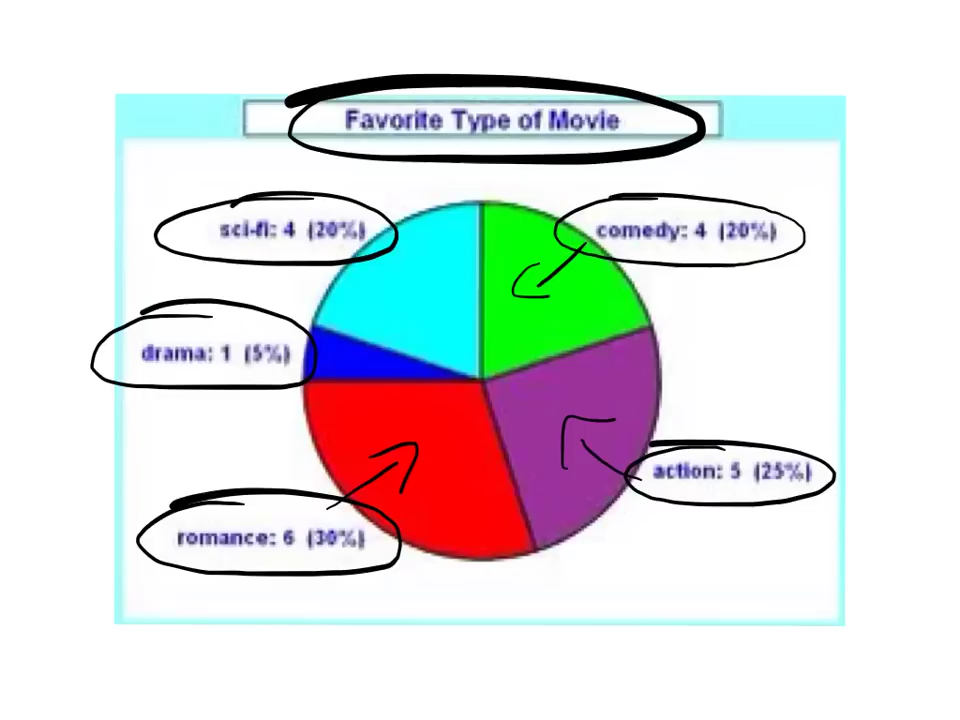 Favorite Type of Movie
sci-fi: 4 (20%)
comedy: 4 (20%)
drama: 1 (5%)
action: 5 (25%)
romance: 6 (30%)